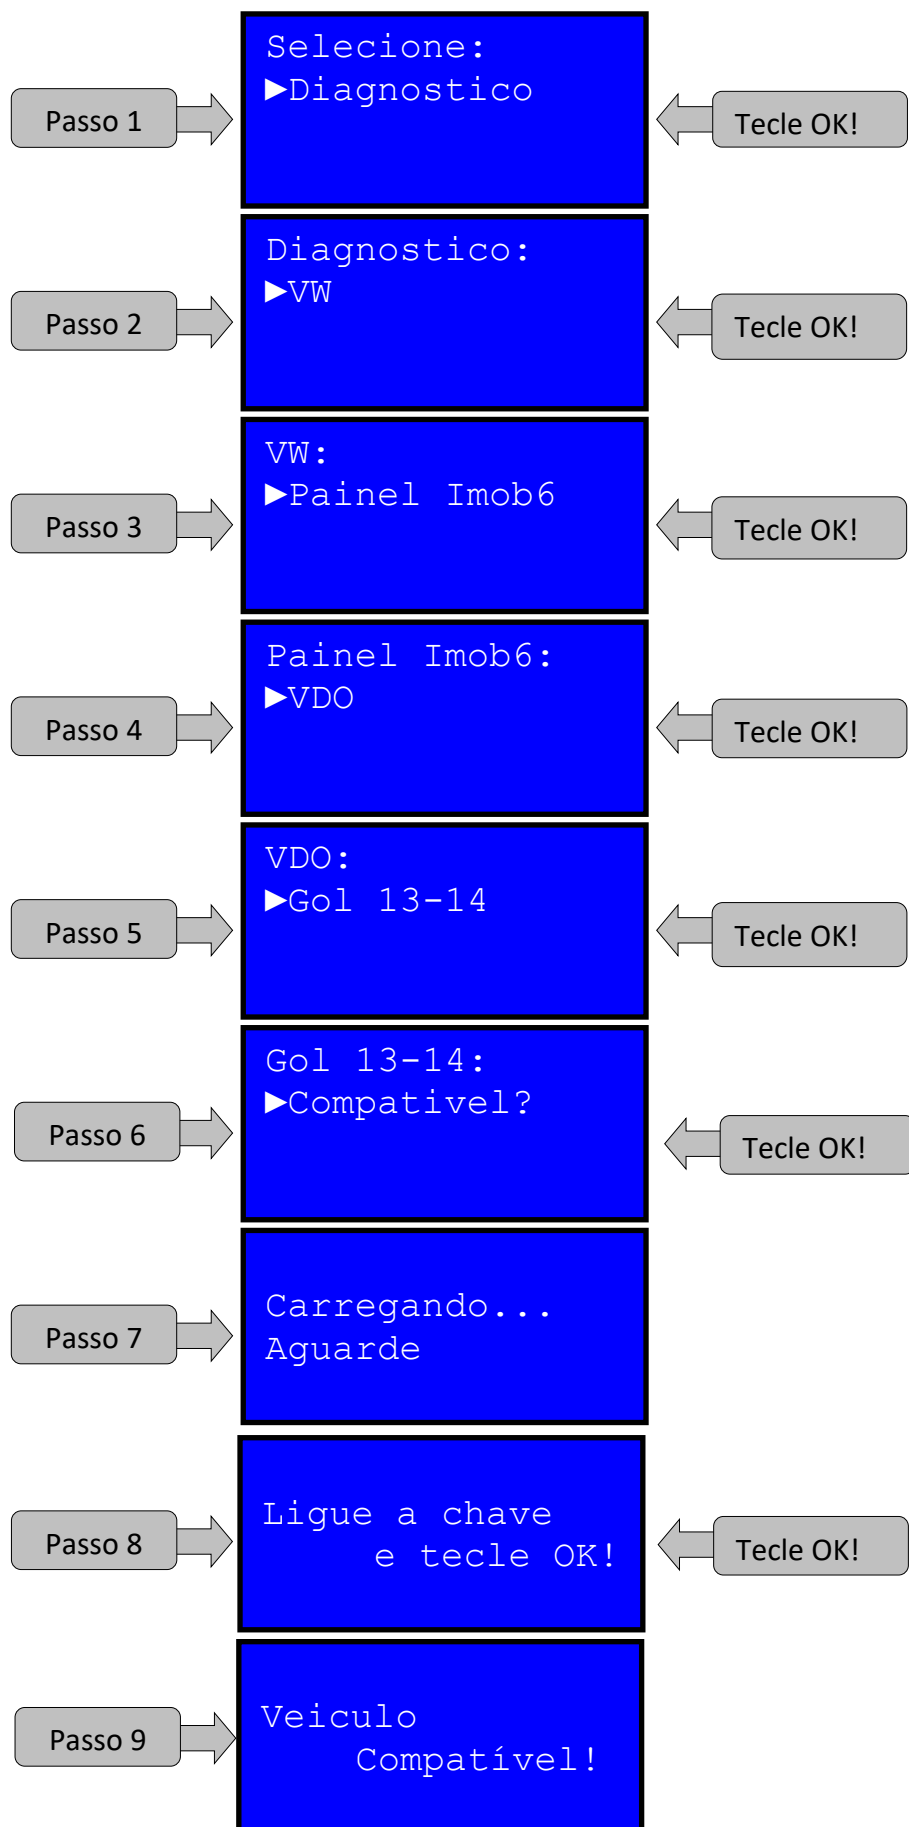 Selecione:
►Diagnostico
Passo 1
Tecle OK!
Diagnostico:
►VW
Passo 2
Tecle OK!
VW:
►Painel Imob6
Passo 3
Tecle OK!
Painel Imob6:
►VDO
Passo 4
Tecle OK!
VDO:
►Gol 13-14
Passo 5
Tecle OK!
Gol 13-14:
►Compativel?
Passo 6
Tecle OK!
Carregando...
Aguarde
Passo 7
Ligue a chave
e tecle OK!
Passo 8
Tecle OK!
Veiculo
Compatível!
Passo 9